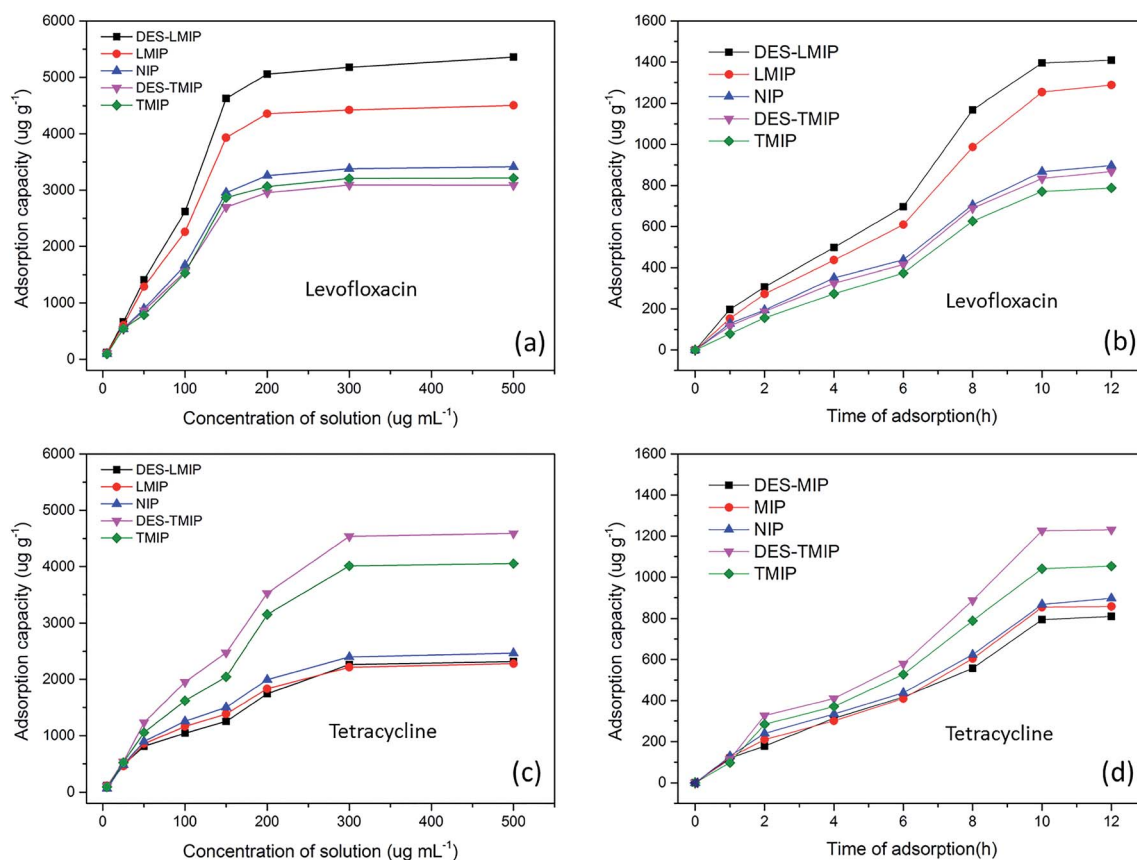 6000
5000
4000
3000
2000
1000
0
Adsorption capacity (ug g-1)
DES-LMIP
LMIP
NIP
DES-TMIP
TMIP
Levofloxacin
(a)
0 100 200 300 400 500
Concentration of solution (ug mL-1)
1600
1400
1200
1000
800
600
400
200
0
Adsorption capacity (ug g-1)
DES-LMIP
LMIP
NIP
DES-TMIP
TMIP
Levofloxacin
(b)
0 2 4 6 8 10 12
Time of adsorption(h)
6000
5000
4000
3000
2000
1000
0
Adsorption capacity (ug g-1)
DES-LMIP
LMIP
NIP
DES-TMIP
TMIP
Tetracycline
(c)
0 100 200 300 400 500
Concentration of solution (ug mL-1)
1600
1400
1200
1000
800
600
400
200
0
Adsorption capacity (ug g-1)
DES-MIP
MIP
NIP
DES-TMIP
TMIP
Tetracycline
(d)
0 2 4 6 8 10 12
Time of adsorption(h)